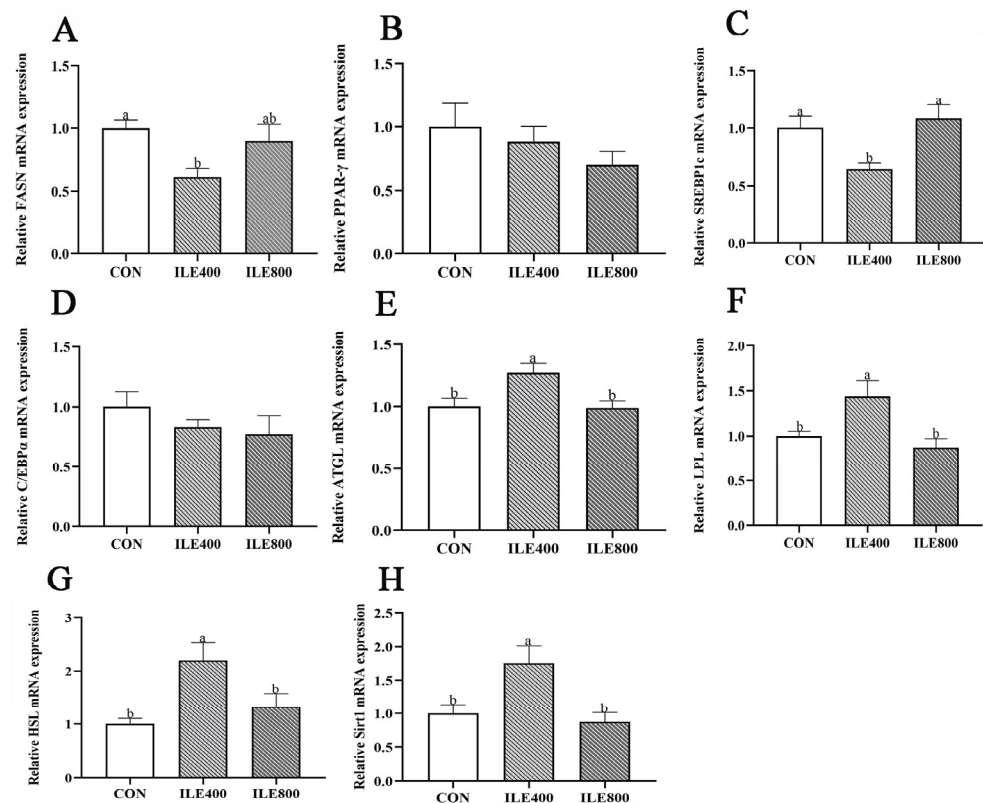 A
Relative FASN mRNA expression
1.5
1.0
0.5
0.0
a
b
ab
CON ILE400 ILE800
B
Relative PPAR-γ mRNA expression
1.5
1.0
0.5
0.0
CON ILE400 ILE800
C
Relative SREBP1c mRNA expression
1.5
1.0
0.5
0.0
a
b
a
CON ILE400 ILE800
D
Relative C/EBPα mRNA expression
1.5
1.0
0.5
0.0
CON ILE400 ILE800
E
Relative ATGL mRNA expression
1.5
1.0
0.5
0.0
b
a
b
CON ILE400 ILE800
F
Relative LPL mRNA expression
2.0
1.5
1.0
0.5
0.0
b
a
b
CON ILE400 ILE800
G
Relative HSL mRNA expression
3
2
1
0
b
a
b
CON ILE400 ILE800
H
Relative Sirt1 mRNA expression
2.5
2.0
1.5
1.0
0.5
0.0
b
a
b
CON ILE400 ILE800